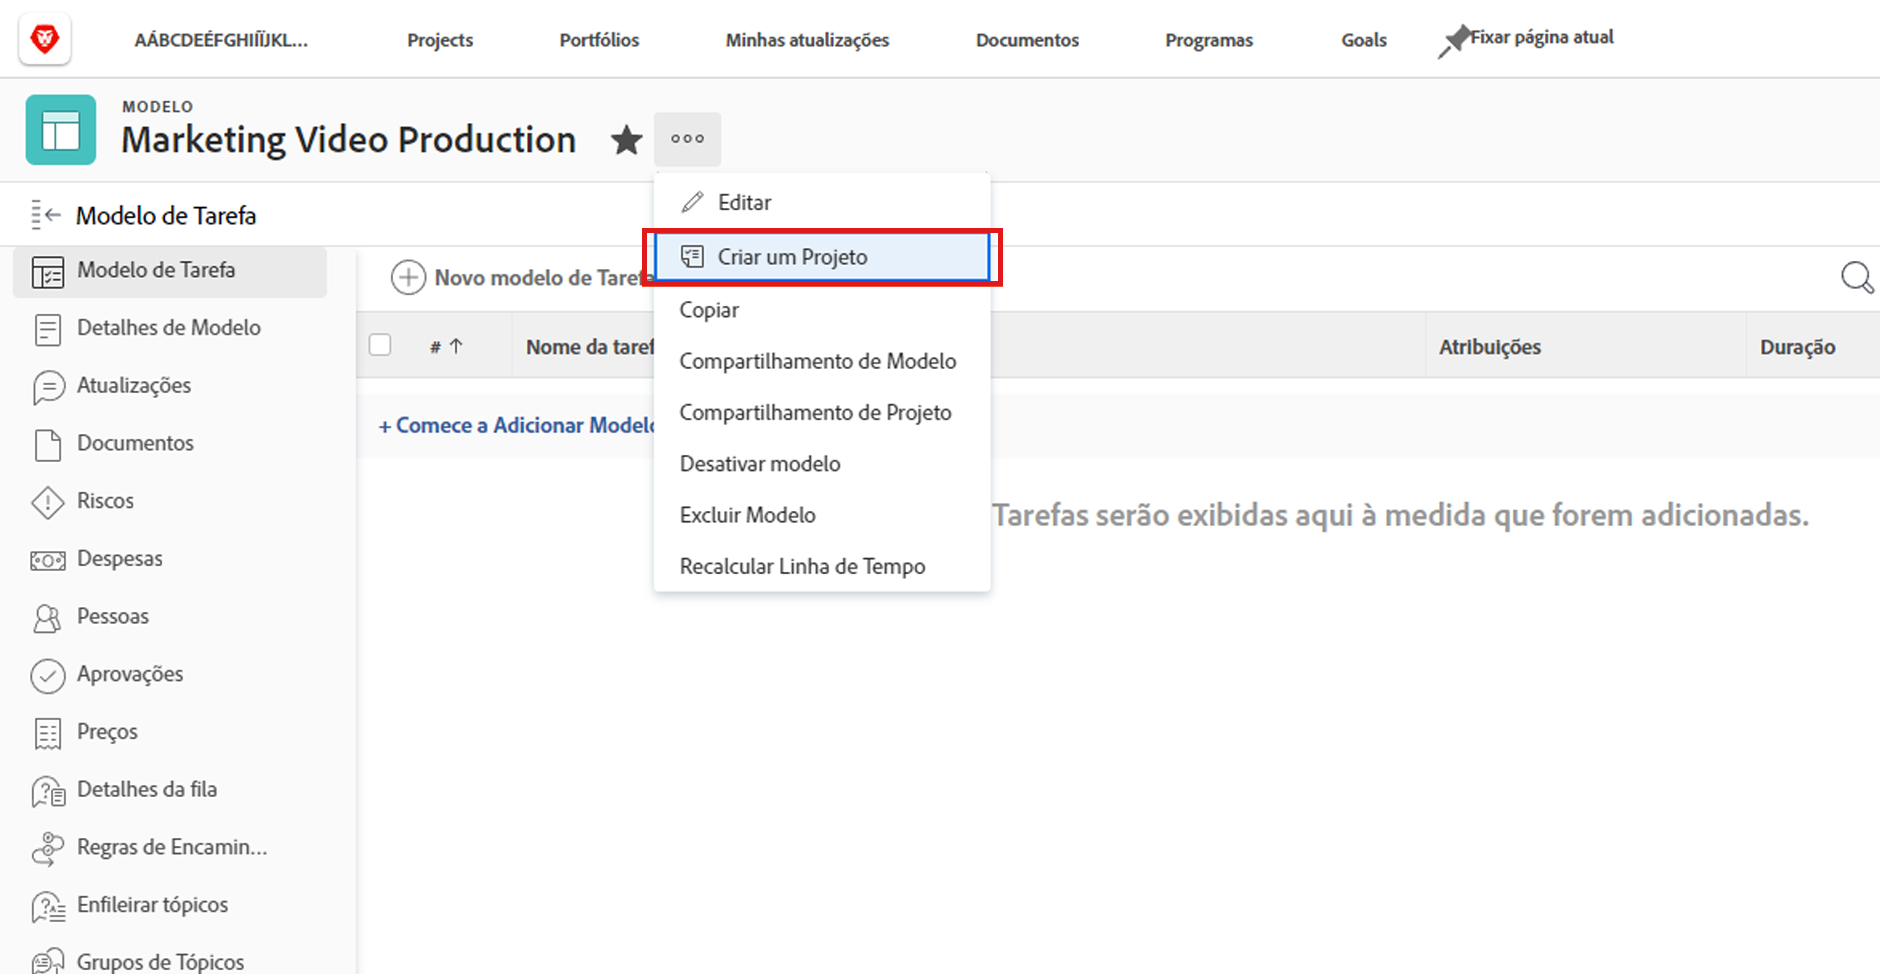 AÁBCDEÉFGHIÍÏJKL...
Projects
Portfólios
Minhas atualizações
Documentos
Programas
Goals
Fixar página atual
MODELO
Marketing Video Production
Modelo de Tarefa
Modelo de Tarefa
Detalhes de Modelo
Atualizações
Documentos
Riscos
Despesas
Pessoas
Aprovações
Preços
Detalhes da fila
Regras de Encamin...
Enfileirar tópicos
Grupos de Tópicos
Editar
Criar um Projeto
Copiar
Compartilhamento de Modelo
Compartilhamento de Projeto
Desativar modelo
Excluir Modelo
Recalcular Linha de Tempo
Novo modelo de Tarefa
# ↑
Nome da taref
Atribuições
Duração
+ Comece a Adicionar Modelo
Tarefas serão exibidas aqui à medida que forem adicionadas.